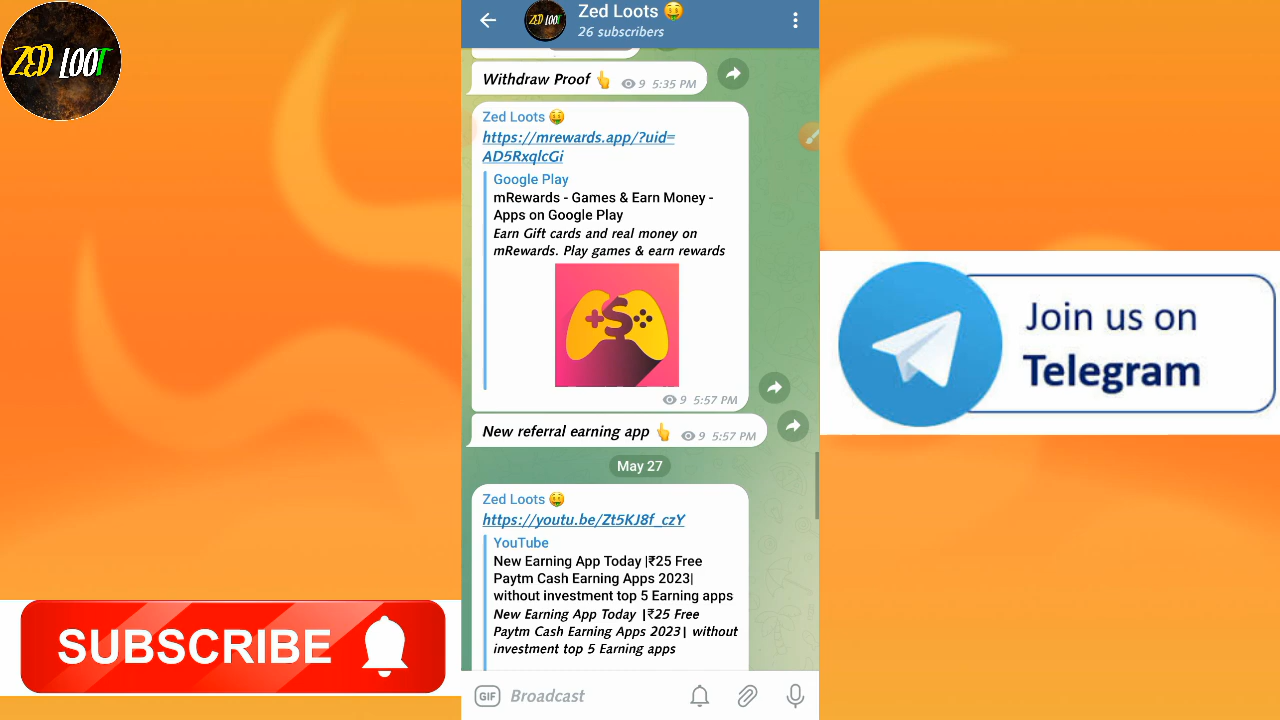 ZED LOOT
ZED LOOT
Zed Loots 🤑
26 subscribers
Withdraw Proof 👆 9 5:35 PM
Zed Loots 🤑
https://mrewards.app/?uid=
AD5RxqlcGi
Google Play
mRewards - Games & Earn Money -
Apps on Google Play
Earn Gift cards and real money on
mRewards. Play games & earn rewards
9 5:57 PM
New referral earning app 👆 9 5:57 PM
May 27
Zed Loots 🤑
https://youtu.be/Zt5KJ8f_czY
YouTube
New Earning App Today |₹25 Free
Paytm Cash Earning Apps 2023|
without investment top 5 Earning apps
New Earning App Today |₹25 Free
Paytm Cash Earning Apps 2023| without
investment top 5 Earning apps
GIF Broadcast
SUBSCRIBE
Join us on
Telegram